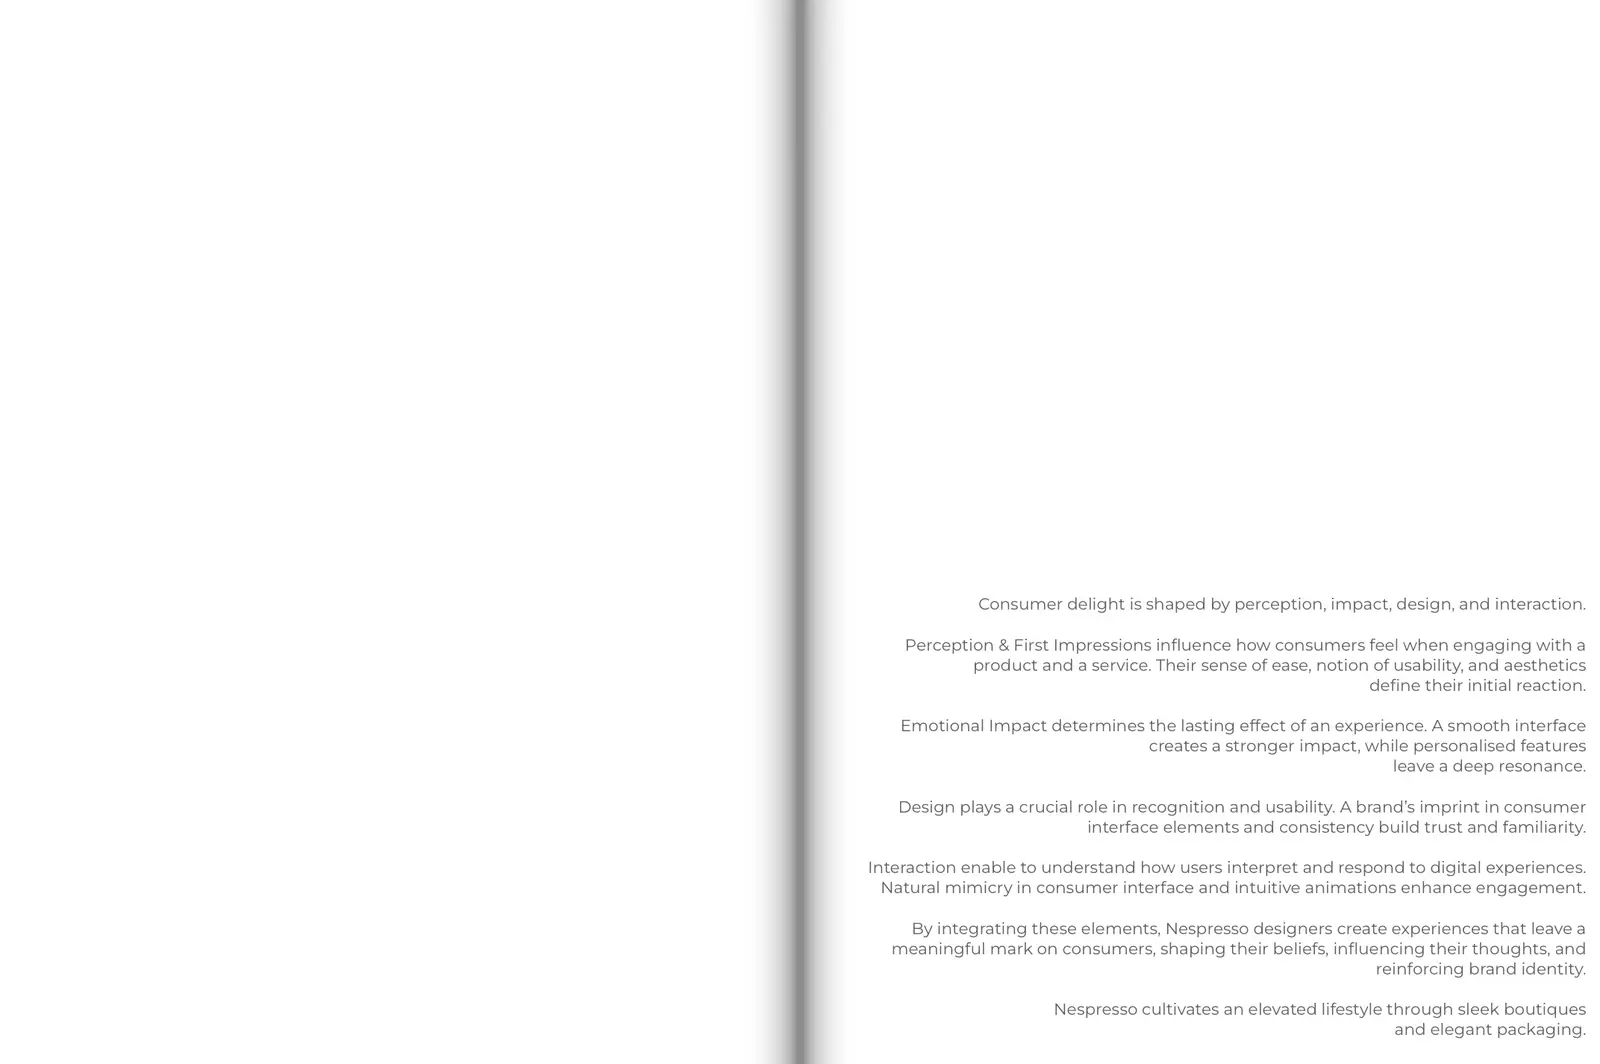 Consumer delight is shaped by perception, impact, design, and interaction.
Perception & First Impressions influence how consumers feel when engaging with a
product and a service. Their sense of ease, notion of usability, and aesthetics
define their initial reaction.
Emotional Impact determines the lasting effect of an experience. A smooth interface
creates a stronger impact, while personalised features
leave a deep resonance.
Design plays a crucial role in recognition and usability. A brand’s imprint in consumer
interface elements and consistency build trust and familiarity.
Interaction enable to understand how users interpret and respond to digital experiences.
Natural mimicry in consumer interface and intuitive animations enhance engagement.
By integrating these elements, Nespresso designers create experiences that leave a
meaningful mark on consumers, shaping their beliefs, influencing their thoughts, and
reinforcing brand identity.
Nespresso cultivates an elevated lifestyle through sleek boutiques
and elegant packaging.